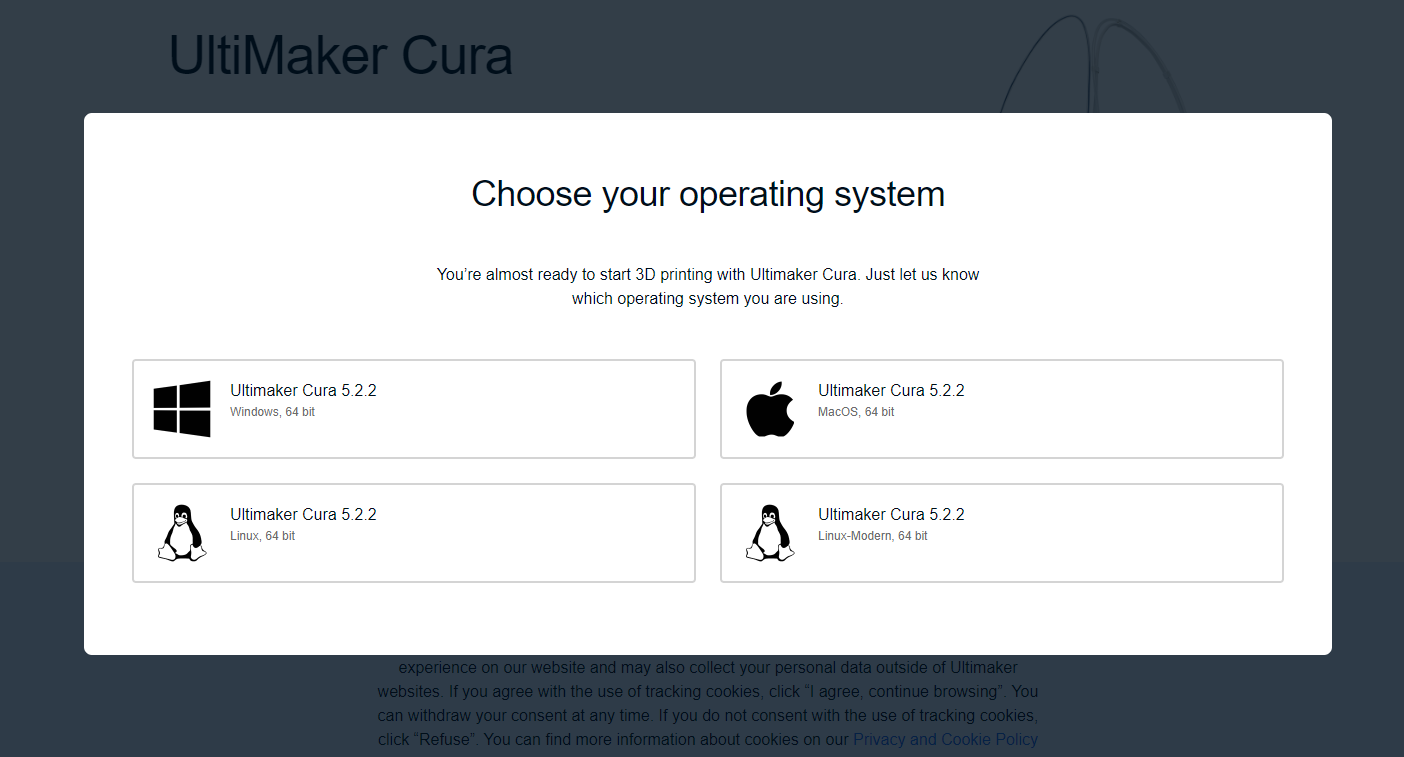 UltiMaker Cura
Choose your operating system
You’re almost ready to start 3D printing with Ultimaker Cura. Just let us know
which operating system you are using.
Ultimaker Cura 5.2.2
Windows, 64 bit
Ultimaker Cura 5.2.2
MacOS, 64 bit
Ultimaker Cura 5.2.2
Linux, 64 bit
Ultimaker Cura 5.2.2
Linux-Modern, 64 bit
experience on our website and may also collect your personal data outside of Ultimaker
websites. If you agree with the use of tracking cookies, click “I agree, continue browsing”. You
can withdraw your consent at any time. If you do not consent with the use of tracking cookies,
click “Refuse”. You can find more information about cookies on our Privacy and Cookie Policy